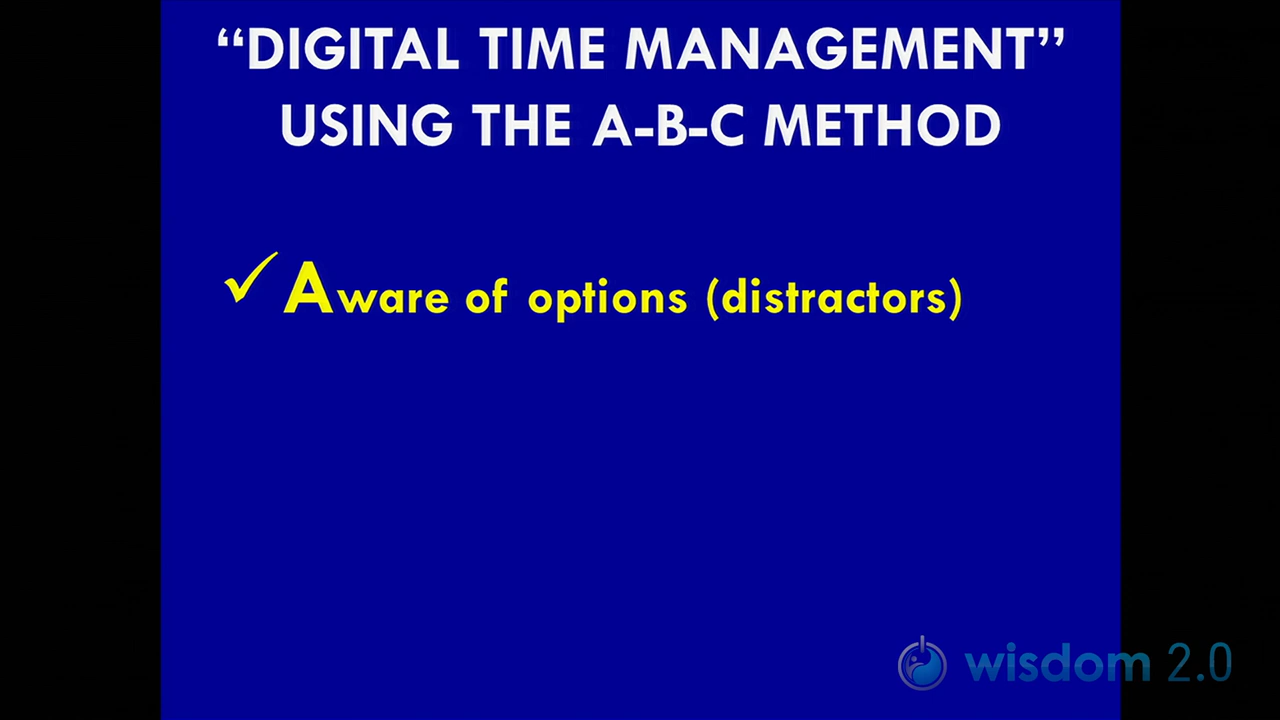 “DIGITAL TIME MANAGEMENT”
USING THE A-B-C METHOD
✓Aware of options (distractors)
wisdom 2.0